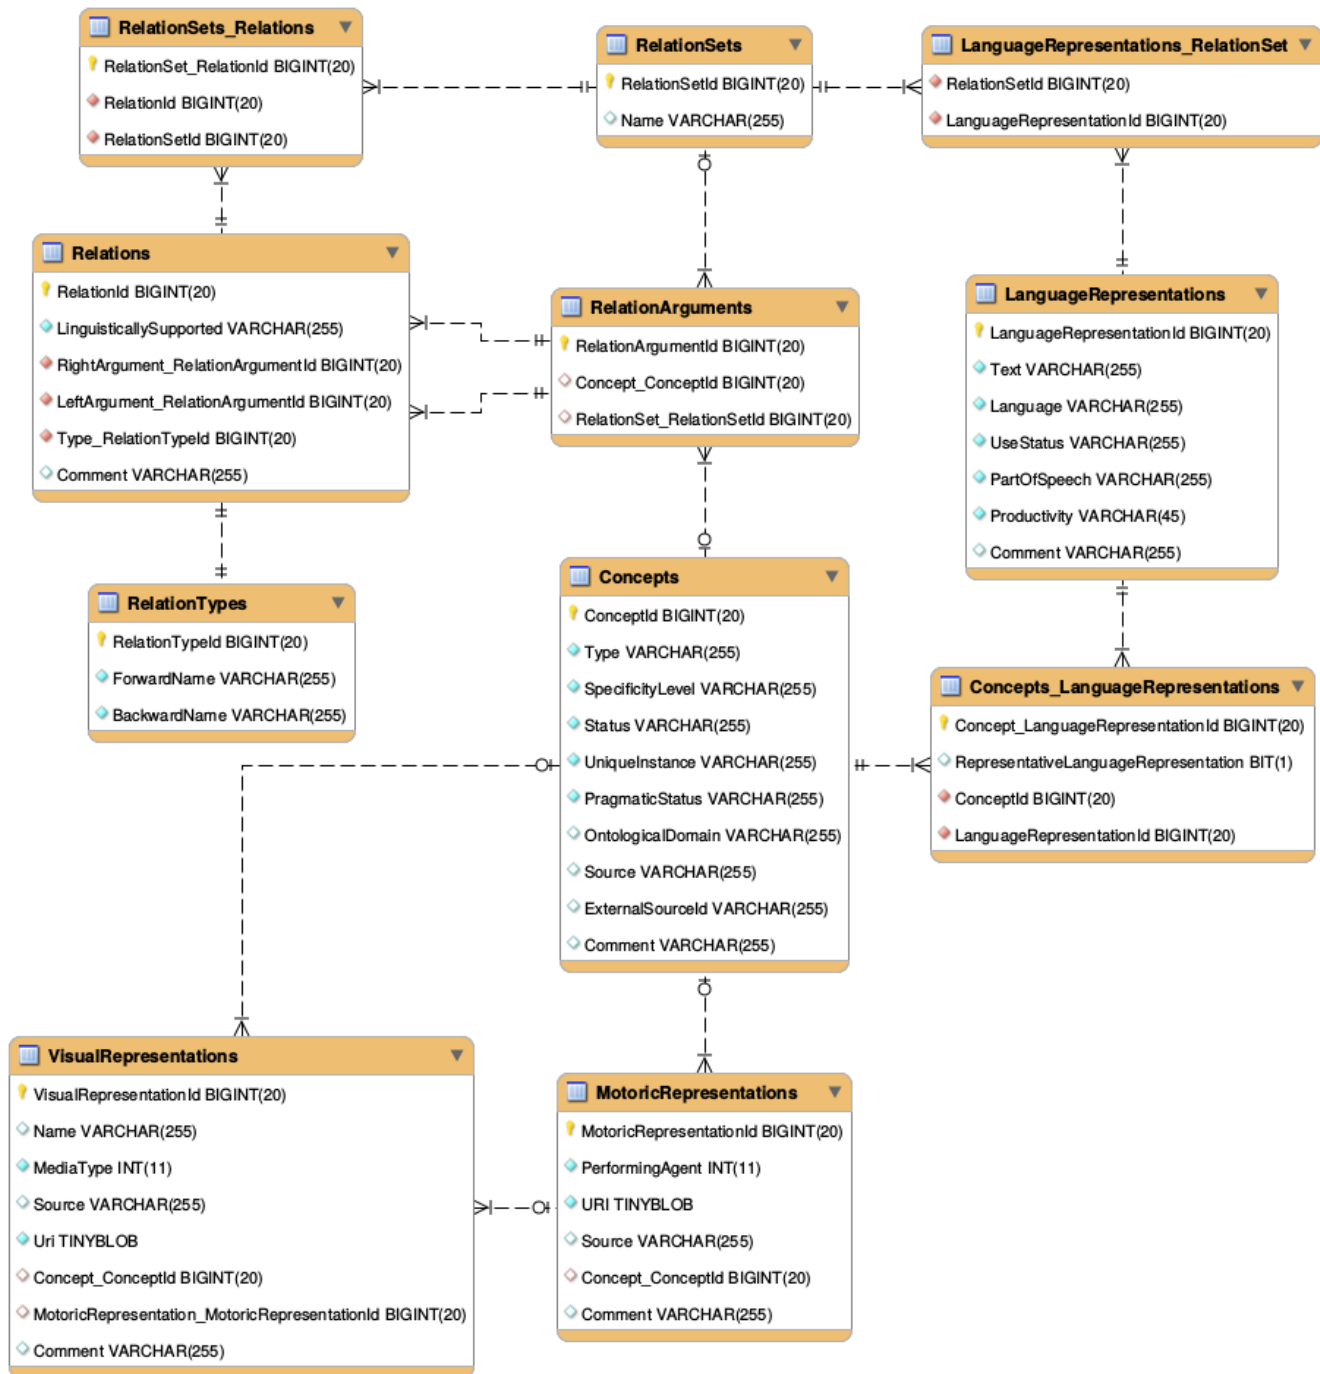 RelationSets_Relations
RelationSet_RelationId BIGINT(20)
RelationId BIGINT(20)
RelationSetId BIGINT(20)
RelationSets
RelationSetId BIGINT(20)
Name VARCHAR(255)
LanguageRepresentations_RelationSet
RelationSetId BIGINT(20)
LanguageRepresentationId BIGINT(20)
Relations
RelationId BIGINT(20)
LinguisticallySupported VARCHAR(255)
RightArgument_RelationArgumentId BIGINT(20)
LeftArgument_RelationArgumentId BIGINT(20)
Type_RelationTypeId BIGINT(20)
Comment VARCHAR(255)
RelationArguments
RelationArgumentId BIGINT(20)
Concept_ConceptId BIGINT(20)
RelationSet_RelationSetId BIGINT(20)
LanguageRepresentations
LanguageRepresentationId BIGINT(20)
Text VARCHAR(255)
Language VARCHAR(255)
UseStatus VARCHAR(255)
PartOfSpeech VARCHAR(255)
Productivity VARCHAR(45)
Comment VARCHAR(255)
RelationTypes
RelationTypeId BIGINT(20)
ForwardName VARCHAR(255)
BackwardName VARCHAR(255)
Concepts
ConceptId BIGINT(20)
Type VARCHAR(255)
SpecificityLevel VARCHAR(255)
Status VARCHAR(255)
UniqueInstance VARCHAR(255)
PragmaticStatus VARCHAR(255)
OntologicalDomain VARCHAR(255)
Source VARCHAR(255)
ExternalSourceId VARCHAR(255)
Comment VARCHAR(255)
Concepts_LanguageRepresentations
Concept_LanguageRepresentationId BIGINT(20)
RepresentativeLanguageRepresentation BIT(1)
ConceptId BIGINT(20)
LanguageRepresentationId BIGINT(20)
VisualRepresentations
VisualRepresentationId BIGINT(20)
Name VARCHAR(255)
MediaType INT(11)
Source VARCHAR(255)
Uri TINYBLOB
Concept_ConceptId BIGINT(20)
MotoricRepresentation_MotoricRepresentationId BIGINT(20)
Comment VARCHAR(255)
MotoricRepresentations
MotoricRepresentationId BIGINT(20)
PerformingAgent INT(11)
URI TINYBLOB
Source VARCHAR(255)
Concept_ConceptId BIGINT(20)
Comment VARCHAR(255)